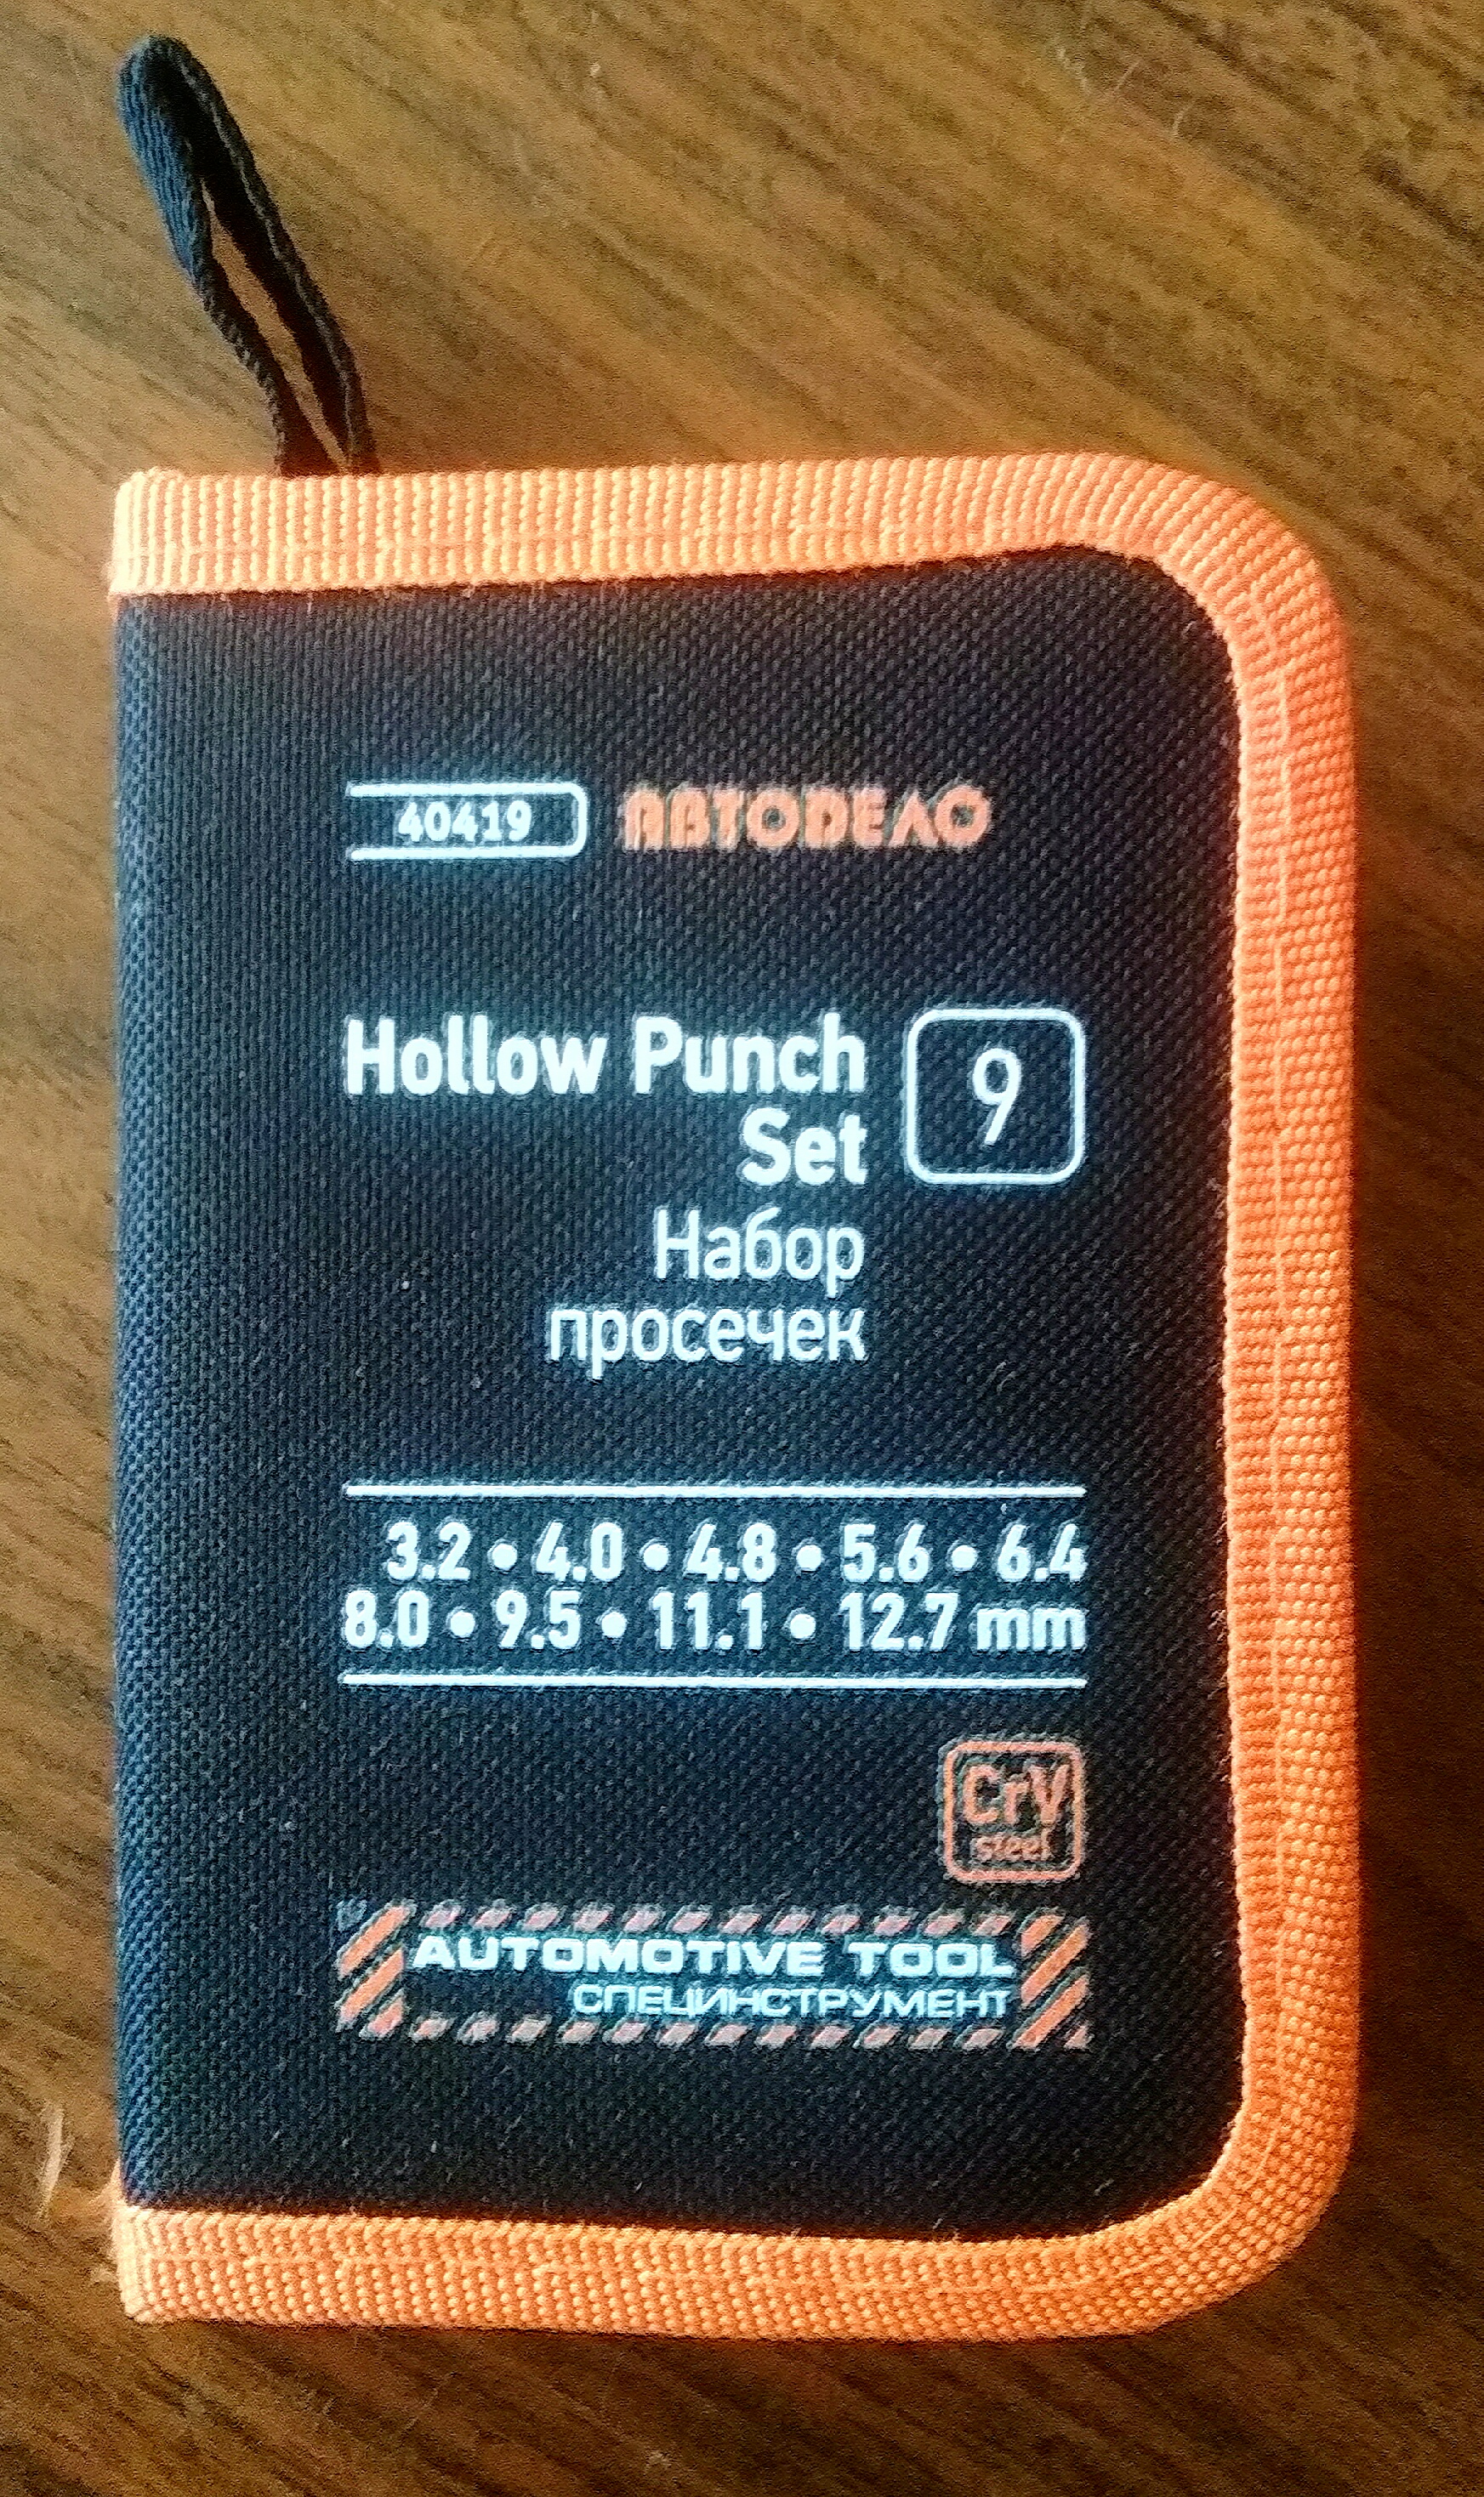 40419 АВТОДЕЛО
Hollow Punch
Set
9
Набор
просечек
3.2 • 4.0 • 4.8 • 5.6 • 6.4
8.0 • 9.5 • 11.1 • 12.7 mm
CrV
steel
AUTOMOTIVE TOOL
СПЕЦИНСТРУМЕНТ